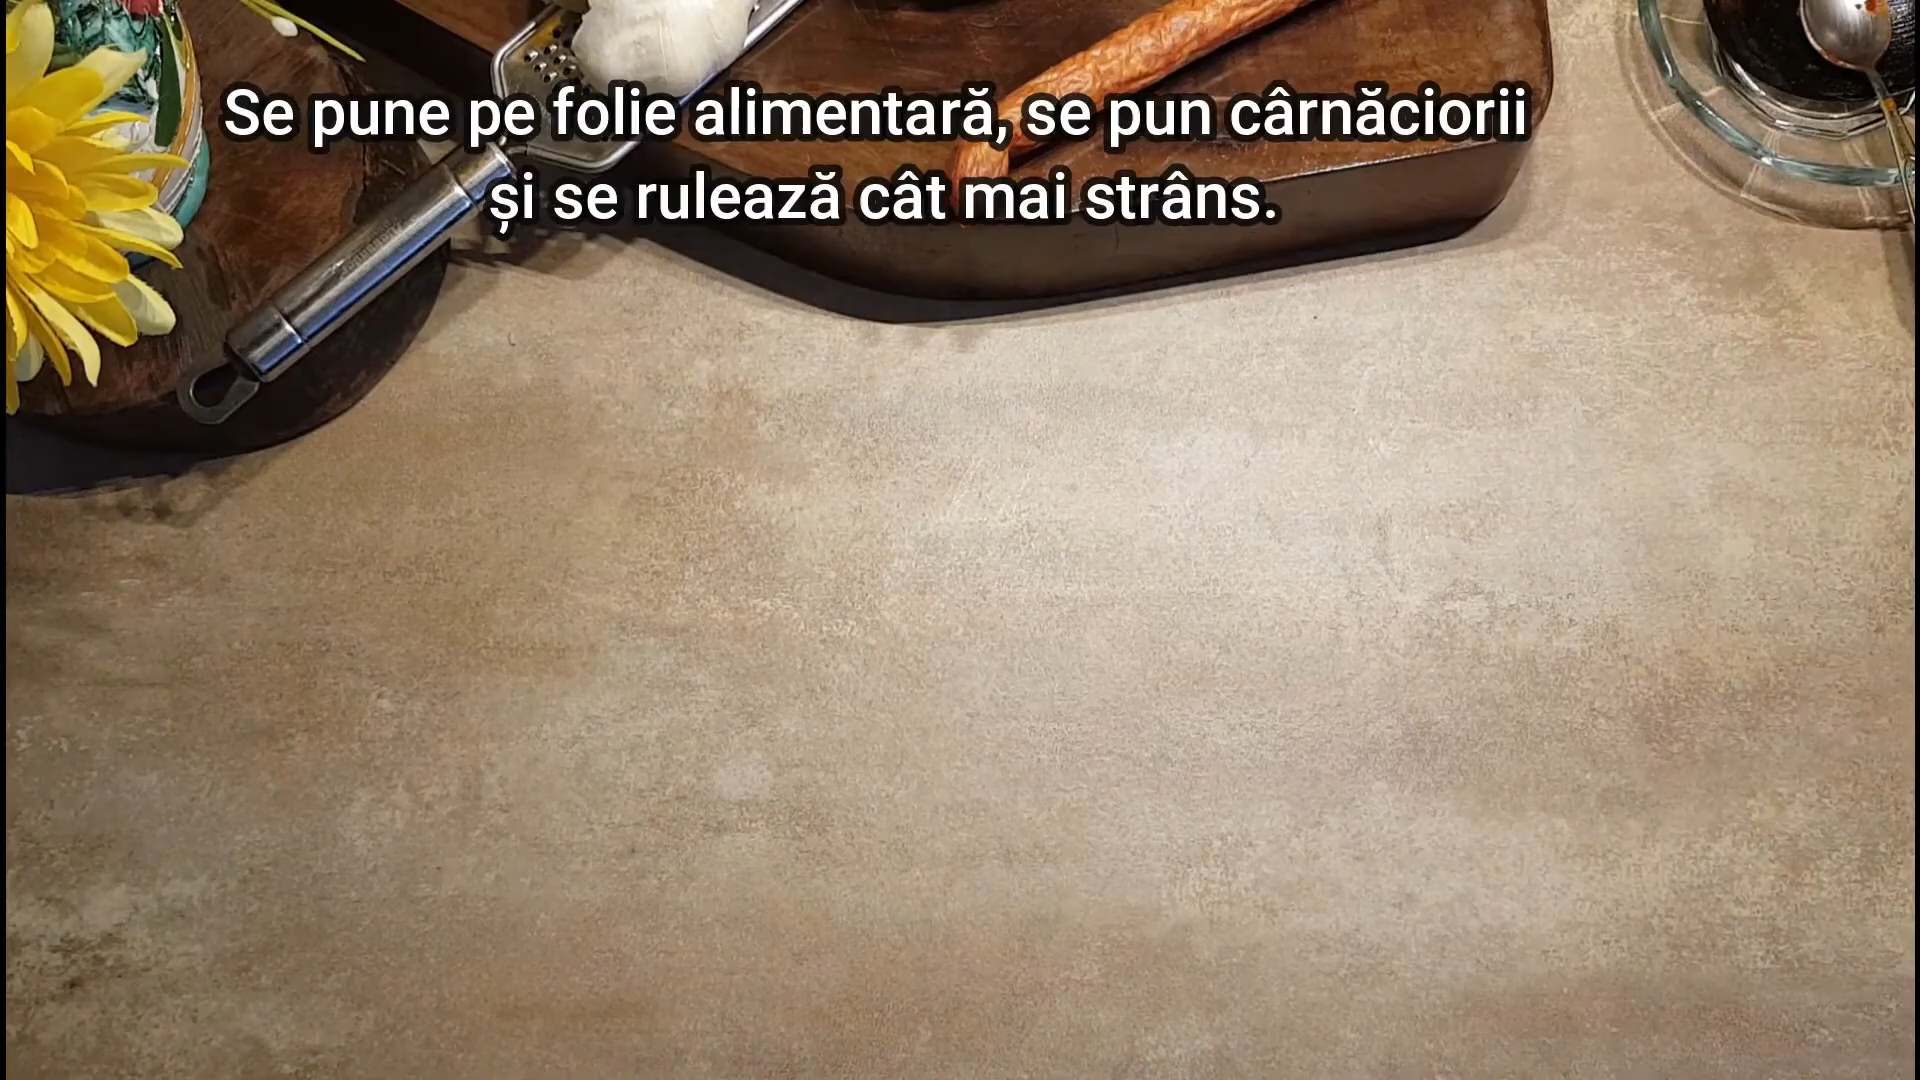 Se pune pe folie alimentară, se pun cârnăciorii
și se rulează cât mai strâns.